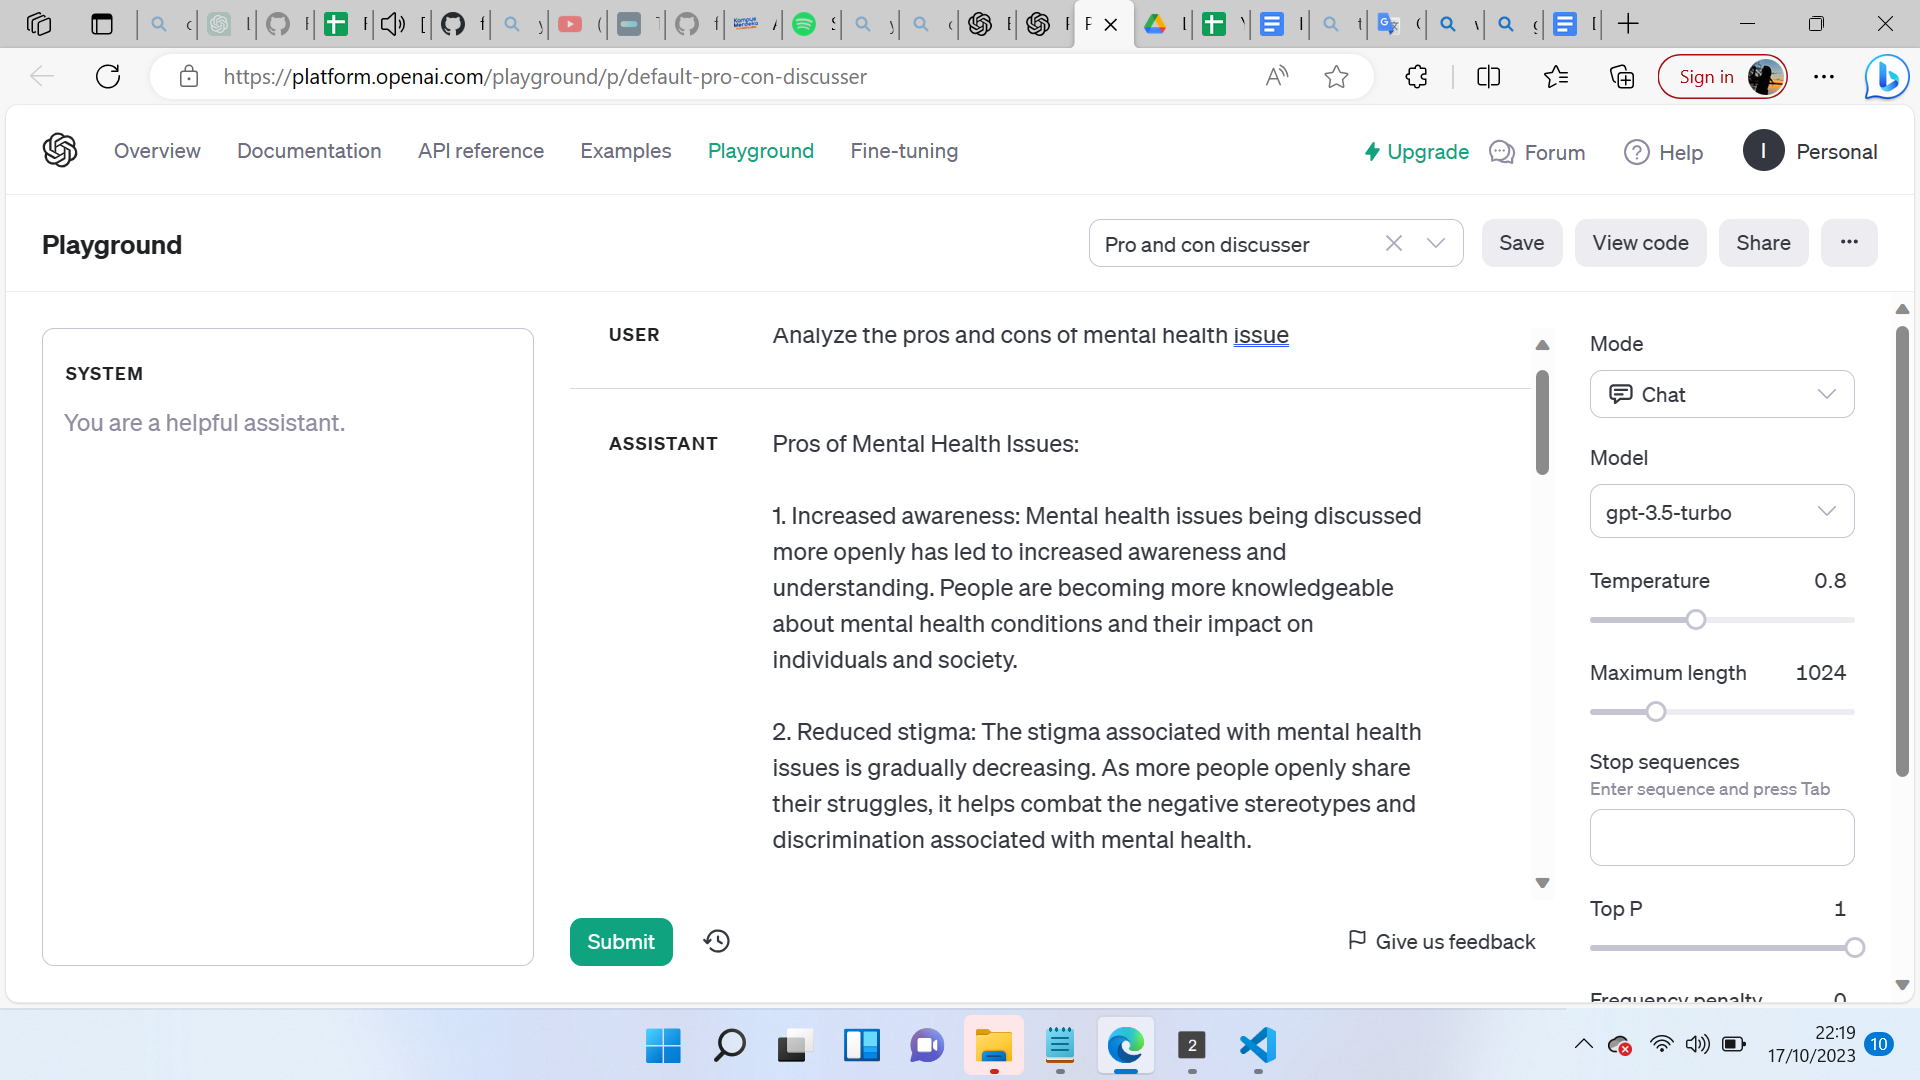 https://platform.openai.com/playground/p/default-pro-con-discusser
Sign in
Overview
Documentation
API reference
Examples
Playground
Fine-tuning
Upgrade
Forum
Help
I
Personal
Playground
Pro and con discusser
Save
View code
Share
SYSTEM
You are a helpful assistant.
USER
Analyze the pros and cons of mental health issue
ASSISTANT
Pros of Mental Health Issues:
1. Increased awareness: Mental health issues being discussed
more openly has led to increased awareness and
understanding. People are becoming more knowledgeable
about mental health conditions and their impact on
individuals and society.
2. Reduced stigma: The stigma associated with mental health
issues is gradually decreasing. As more people openly share
their struggles, it helps combat the negative stereotypes and
discrimination associated with mental health.
Submit
Give us feedback
Mode
Chat
Model
gpt-3.5-turbo
Temperature 0.8
Maximum length 1024
Stop sequences
Enter sequence and press Tab
Top P 1
Frequency penalty 0
2
22:19
17/10/2023
10